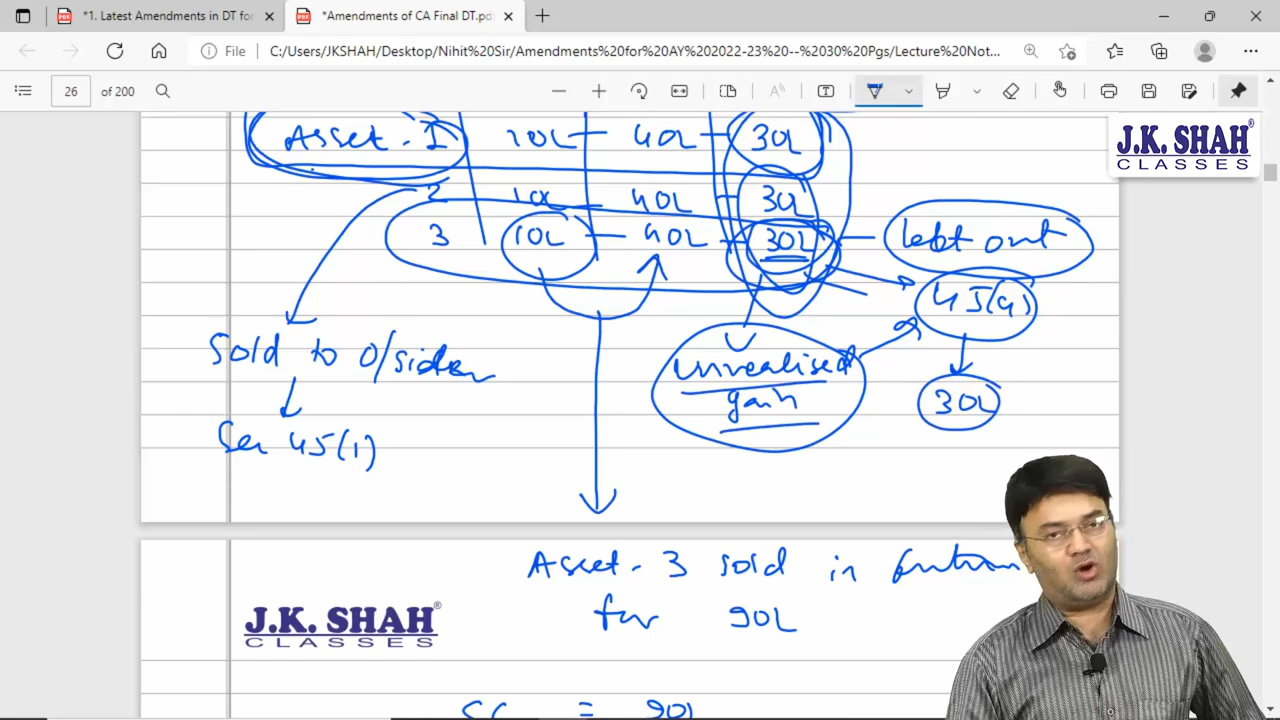 *1. Latest Amendments in DT for
*Amendments of CA Final DT.pd
File
C:/Users/JKSHAH/Desktop/Nihit%20Sir/Amendments%20for%20AY%202022-23%20--%2030%20Pgs/Lecture%20Not...
26 of 200
J.K. SHAH®
CLASSES
Asset - 1 10L 40L 30L
2 10L 40L 30L
3 10L 40L 30L left out
45(4)
Sold to O/sider
unrealised
gain
30L
Sec 45(1)
Asset - 3 sold in
J.K. SHAH®
CLASSES
for 90L
= 90L